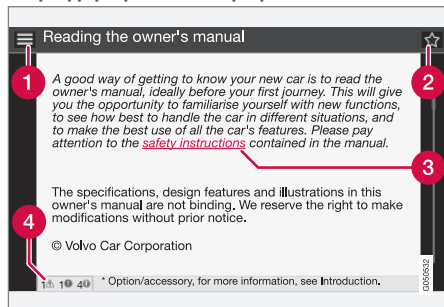 Reading the owner's manual
1
2
A good way of getting to know your new car is to read the
owner's manual, ideally before your first journey. This will give
you the opportunity to familiarise yourself with new functions,
to see how best to handle the car in different situations, and
to make the best use of all the car's features. Please pay
attention to the safety instructions contained in the manual.
3
The specifications, design features and illustrations in this
owner's manual are not binding. We reserve the right to make
modifications without prior notice.
4
© Volvo Car Corporation
1 1 4 * Option/accessory, for more information, see Introduction.
G050532